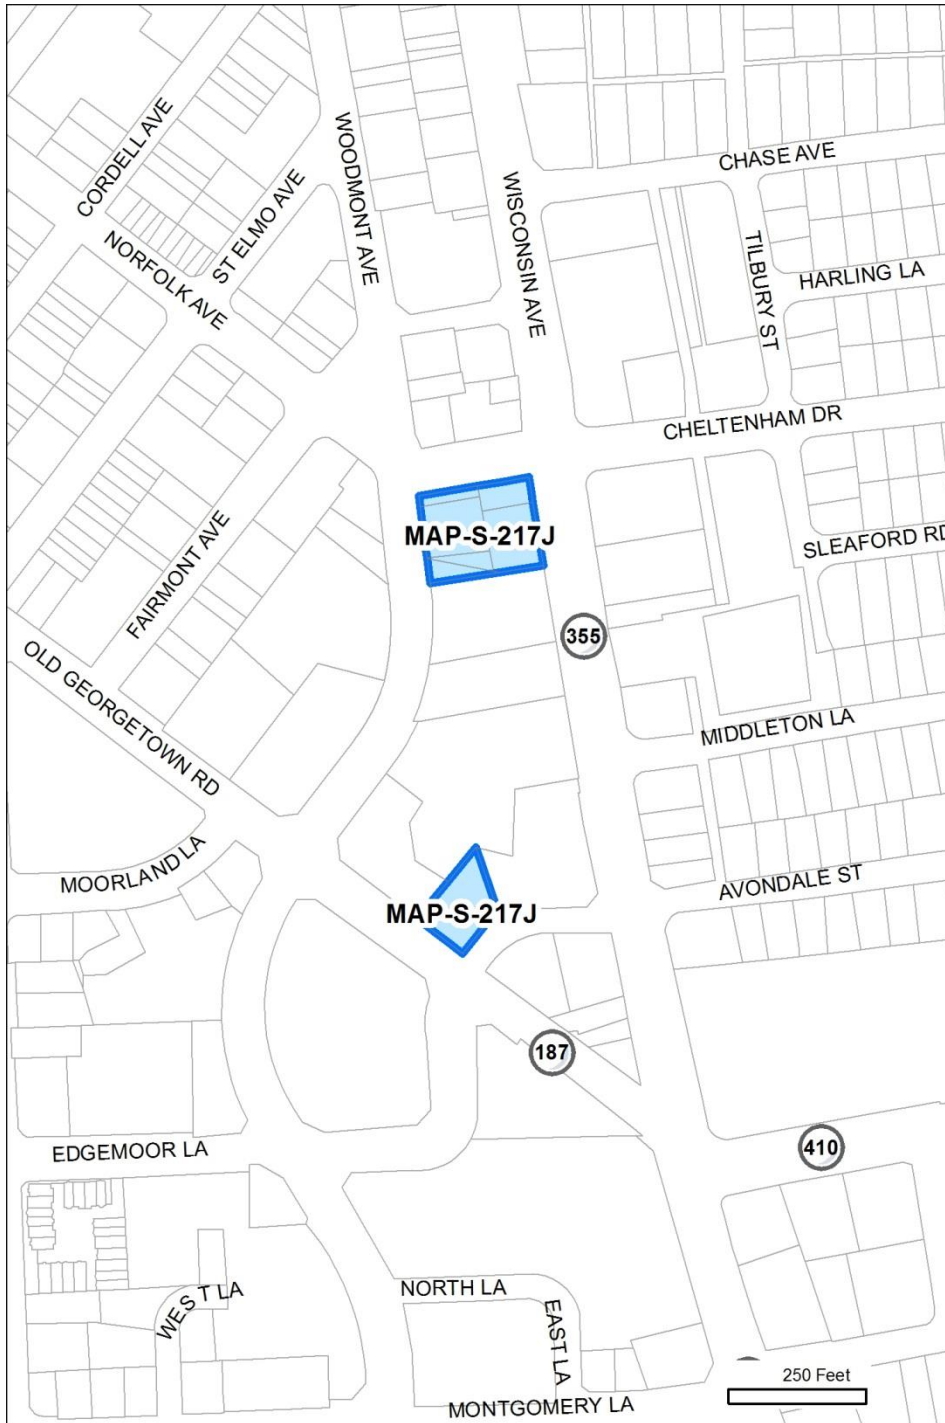 CORDELL AVE
WOODMONT AVE
CHASE AVE
ST ELMO AVE
WISCONSIN AVE
NORFOLK AVE
TILBURY ST
HARLING LA
CHELTENHAM DR
MAP-S-217J
SLEAFORD RD
FAIRMONT AVE
355
OLD GEORGETOWN RD
MIDDLETON LA
MOORLAND LA
AVONDALE ST
MAP-S-217J
187
EDGEMOOR LA
410
WEST LA
NORTH LA
EAST LA
250 Feet
MONTGOMERY LA